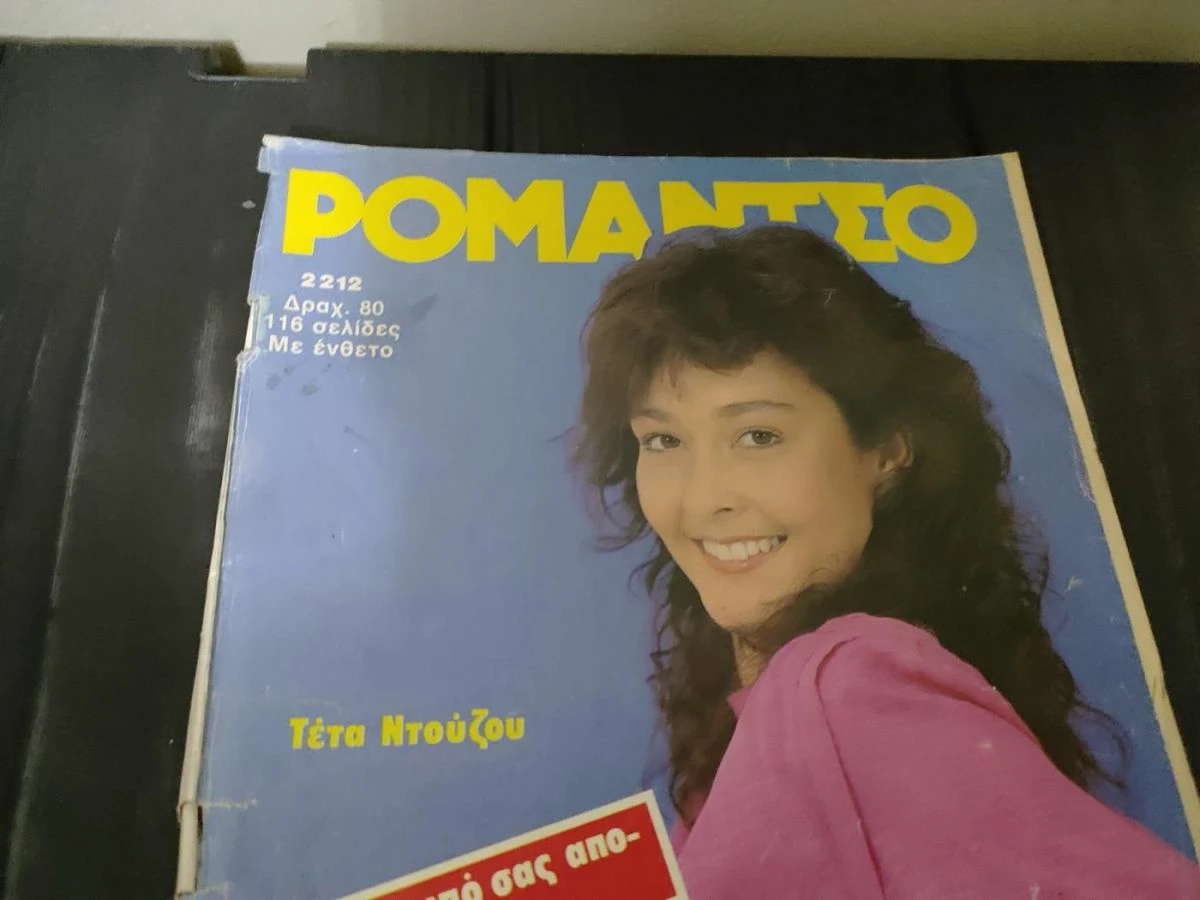 ΡΟΜΑΝΤΣΟ
2212
Δραχ. 80
116 σελίδες
Με ένθετο
Τέτα Ντούζου
σας απο-